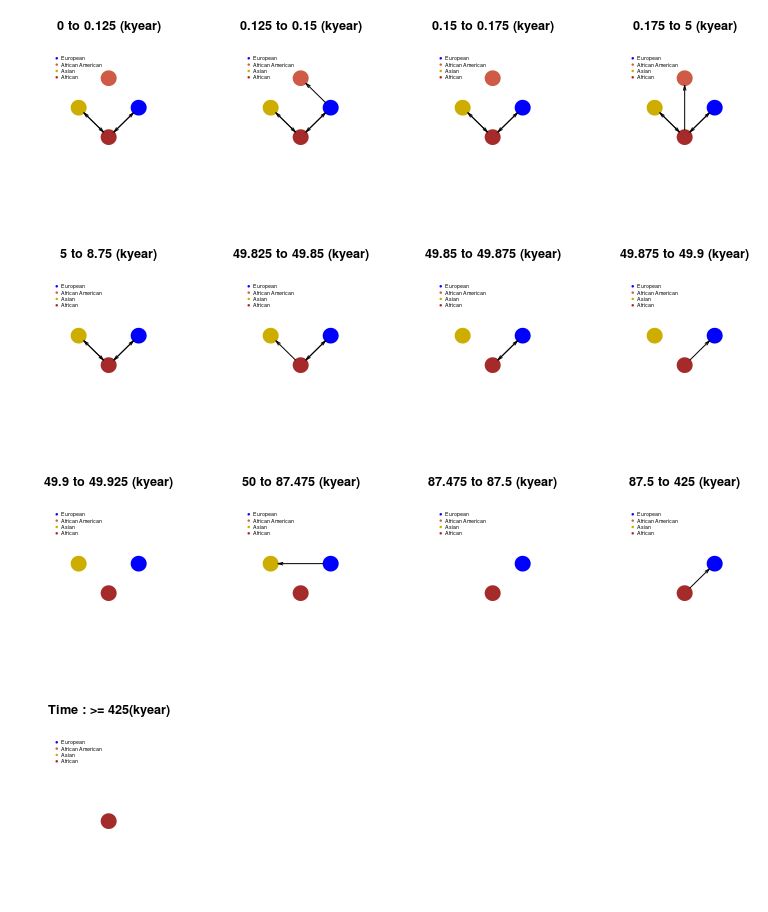 0 to 0.125 (kyear)
European
African American
Asian
African
0.125 to 0.15 (kyear)
European
African American
Asian
African
0.15 to 0.175 (kyear)
European
African American
Asian
African
0.175 to 5 (kyear)
European
African American
Asian
African
5 to 8.75 (kyear)
European
African American
Asian
African
49.825 to 49.85 (kyear)
European
African American
Asian
African
49.85 to 49.875 (kyear)
European
African American
Asian
African
49.875 to 49.9 (kyear)
European
African American
Asian
African
49.9 to 49.925 (kyear)
European
African American
Asian
African
50 to 87.475 (kyear)
European
African American
Asian
African
87.475 to 87.5 (kyear)
European
African American
Asian
African
87.5 to 425 (kyear)
European
African American
Asian
African
Time : >= 425(kyear)
European
African American
Asian
African